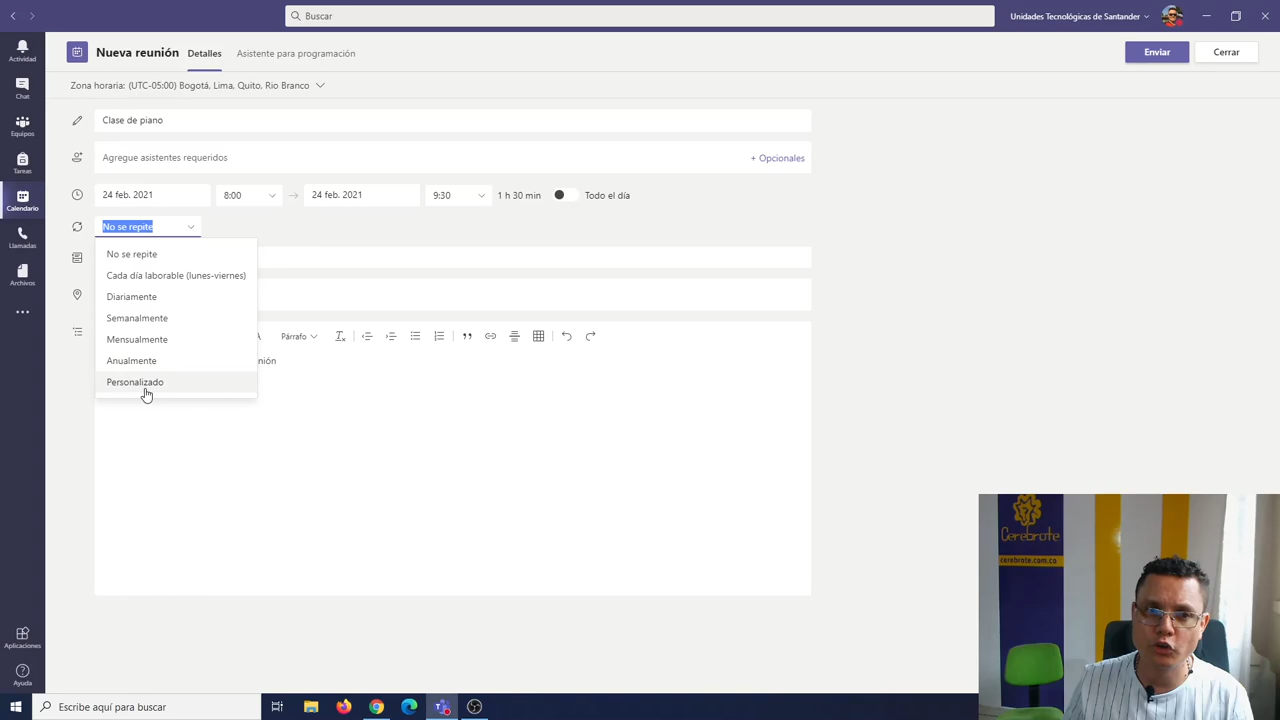 Buscar
Unidades Tecnológicas de Santander
Actividad
Chat
Equipos
Tareas
Calendario
Llamadas
Archivos
Aplicaciones
Ayuda
Nueva reunión
Detalles
Asistente para programación
Enviar
Cerrar
Zona horaria: (UTC-05:00) Bogotá, Lima, Quito, Rio Branco
Clase de piano
Agregue asistentes requeridos
+ Opcionales
24 feb. 2021
8:00
24 feb. 2021
9:30
1 h 30 min
Todo el día
No se repite
No se repite
Cada día laborable (lunes-viernes)
Diariamente
Semanalmente
Mensualmente
Anualmente
Personalizado
Párrafo
nión
Cerebrote
cerebrote.com.co
Escribe aquí para buscar